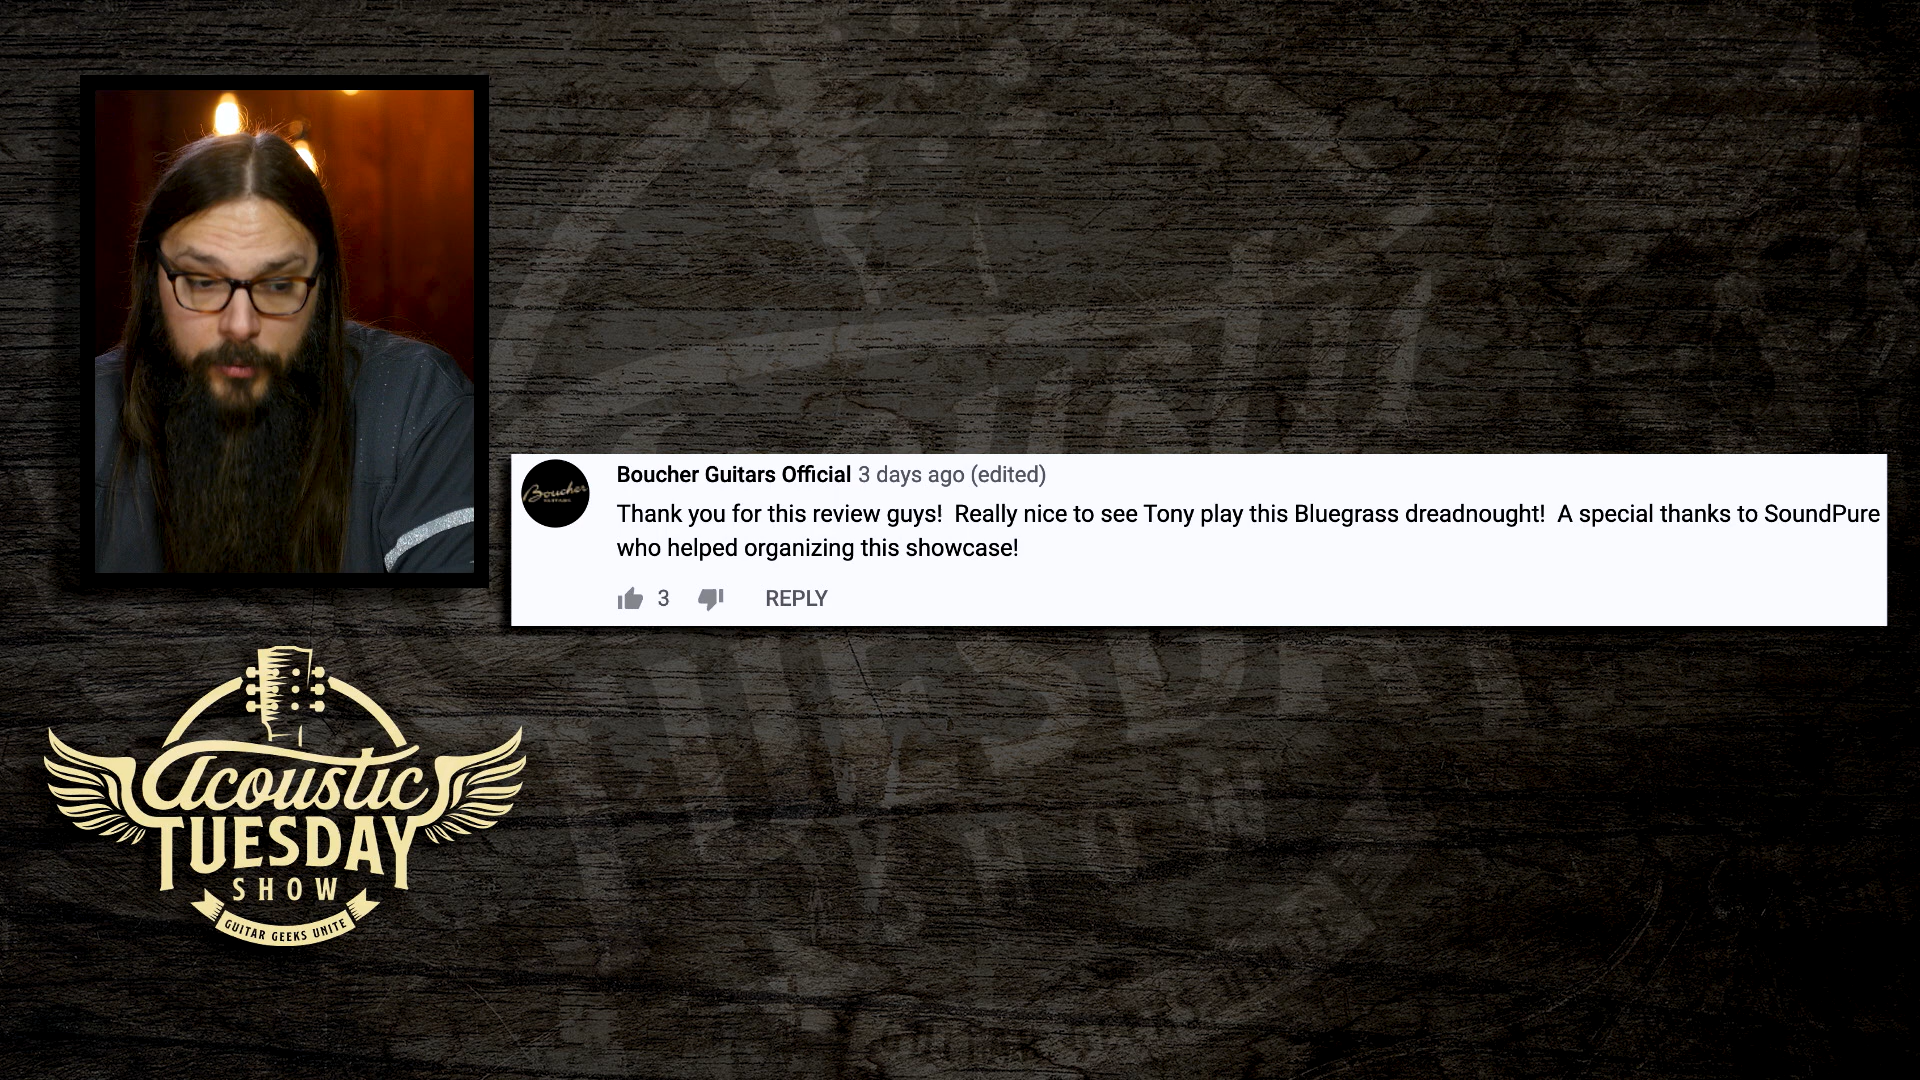 Boucher Guitars Official 3 days ago (edited)
Boucher
Thank you for this review guys!  Really nice to see Tony play this Bluegrass dreadnought!  A special thanks to SoundPure
who helped organizing this showcase!
3 REPLY
Acoustic
TUESDAY
SHOW
GUITAR GEEKS UNITE